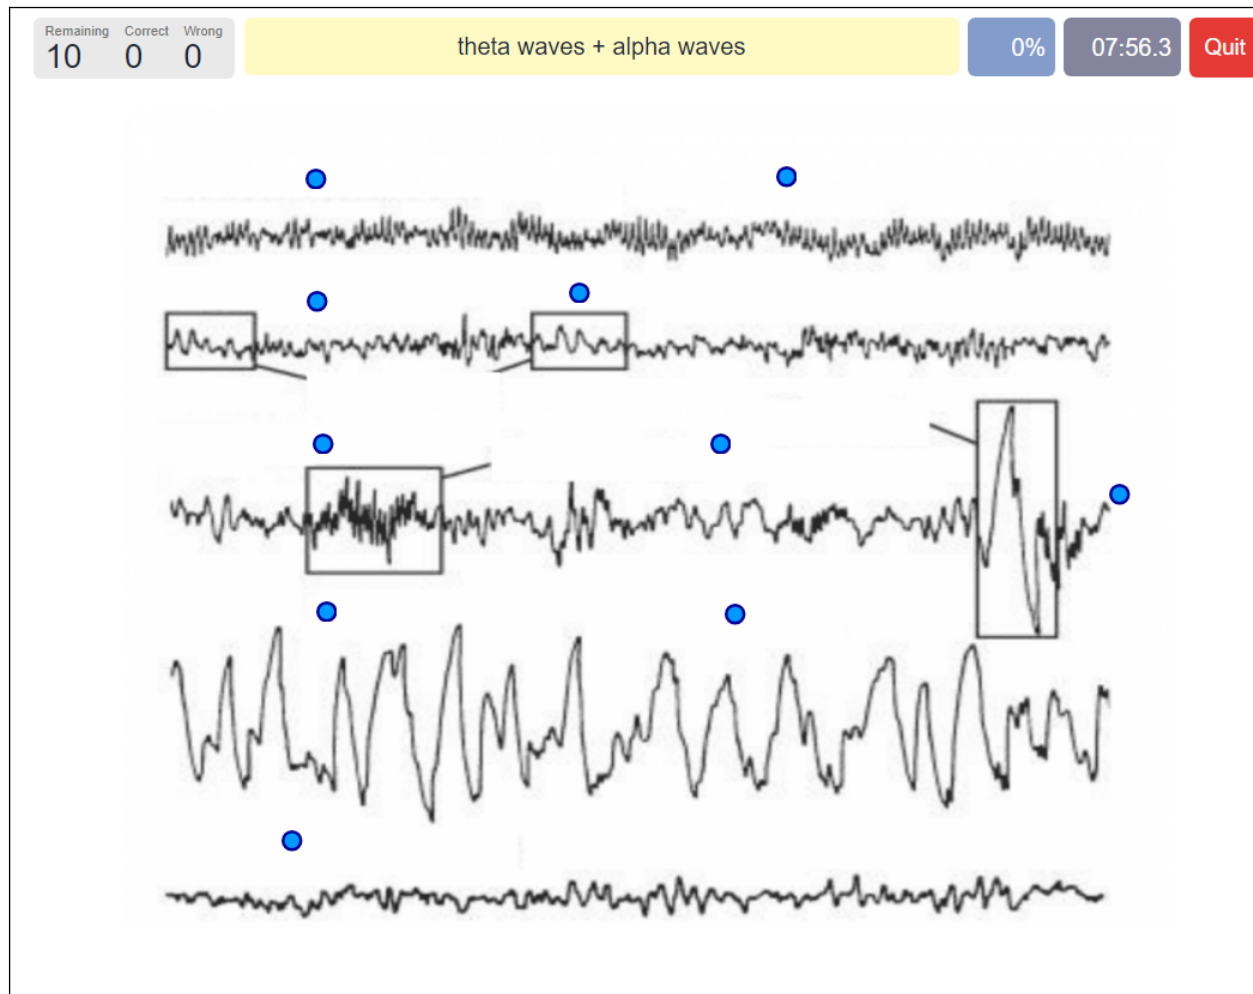 Remaining Correct Wrong
10 0 0
theta waves + alpha waves
0%
07:56.3
Quit